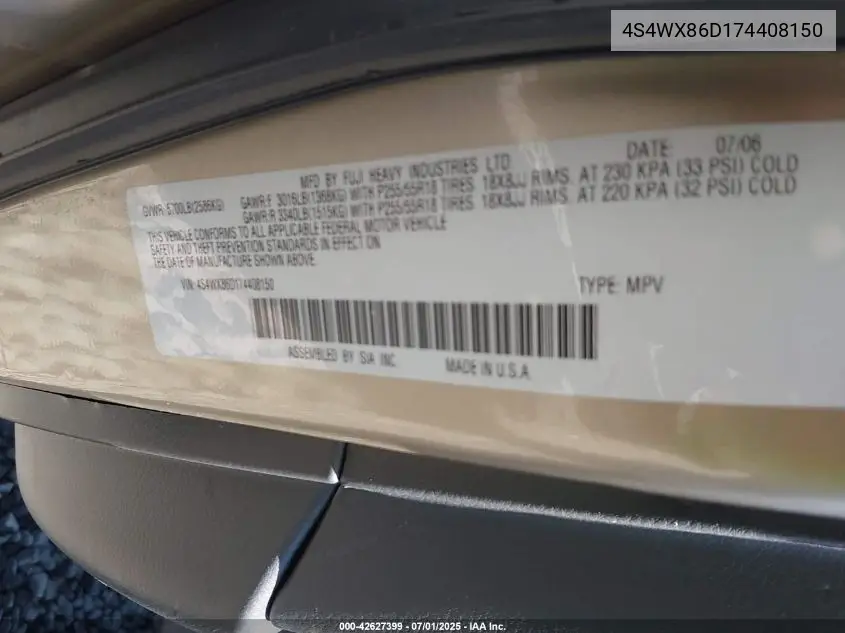 4S4WX86D174408150
MFD BY FUJI HEAVY INDUSTRIES LTD DATE: 07/06
GVWR: 5700LB(2586KG) GAWR:F 3016LB(1368KG) WITH P255/55R18 TIRES 18X8JJ RIMS AT 230 KPA (33 PSI) COLD
GAWR:R 3340LB(1515KG) WITH P255/55R18 TIRES 18X8JJ RIMS AT 220 KPA (32 PSI) COLD
THIS VEHICLE CONFORMS TO ALL APPLICABLE FEDERAL MOTOR VEHICLE
SAFETY AND THEFT PREVENTION STANDARDS IN EFFECT ON
THE DATE OF MANUFACTURE SHOWN ABOVE.
VIN: 4S4WX86D174408150 TYPE: MPV
ASSEMBLED BY SIA INC. MADE IN U.S.A.
000-42627399 - 07/01/2025 - IAA Inc.